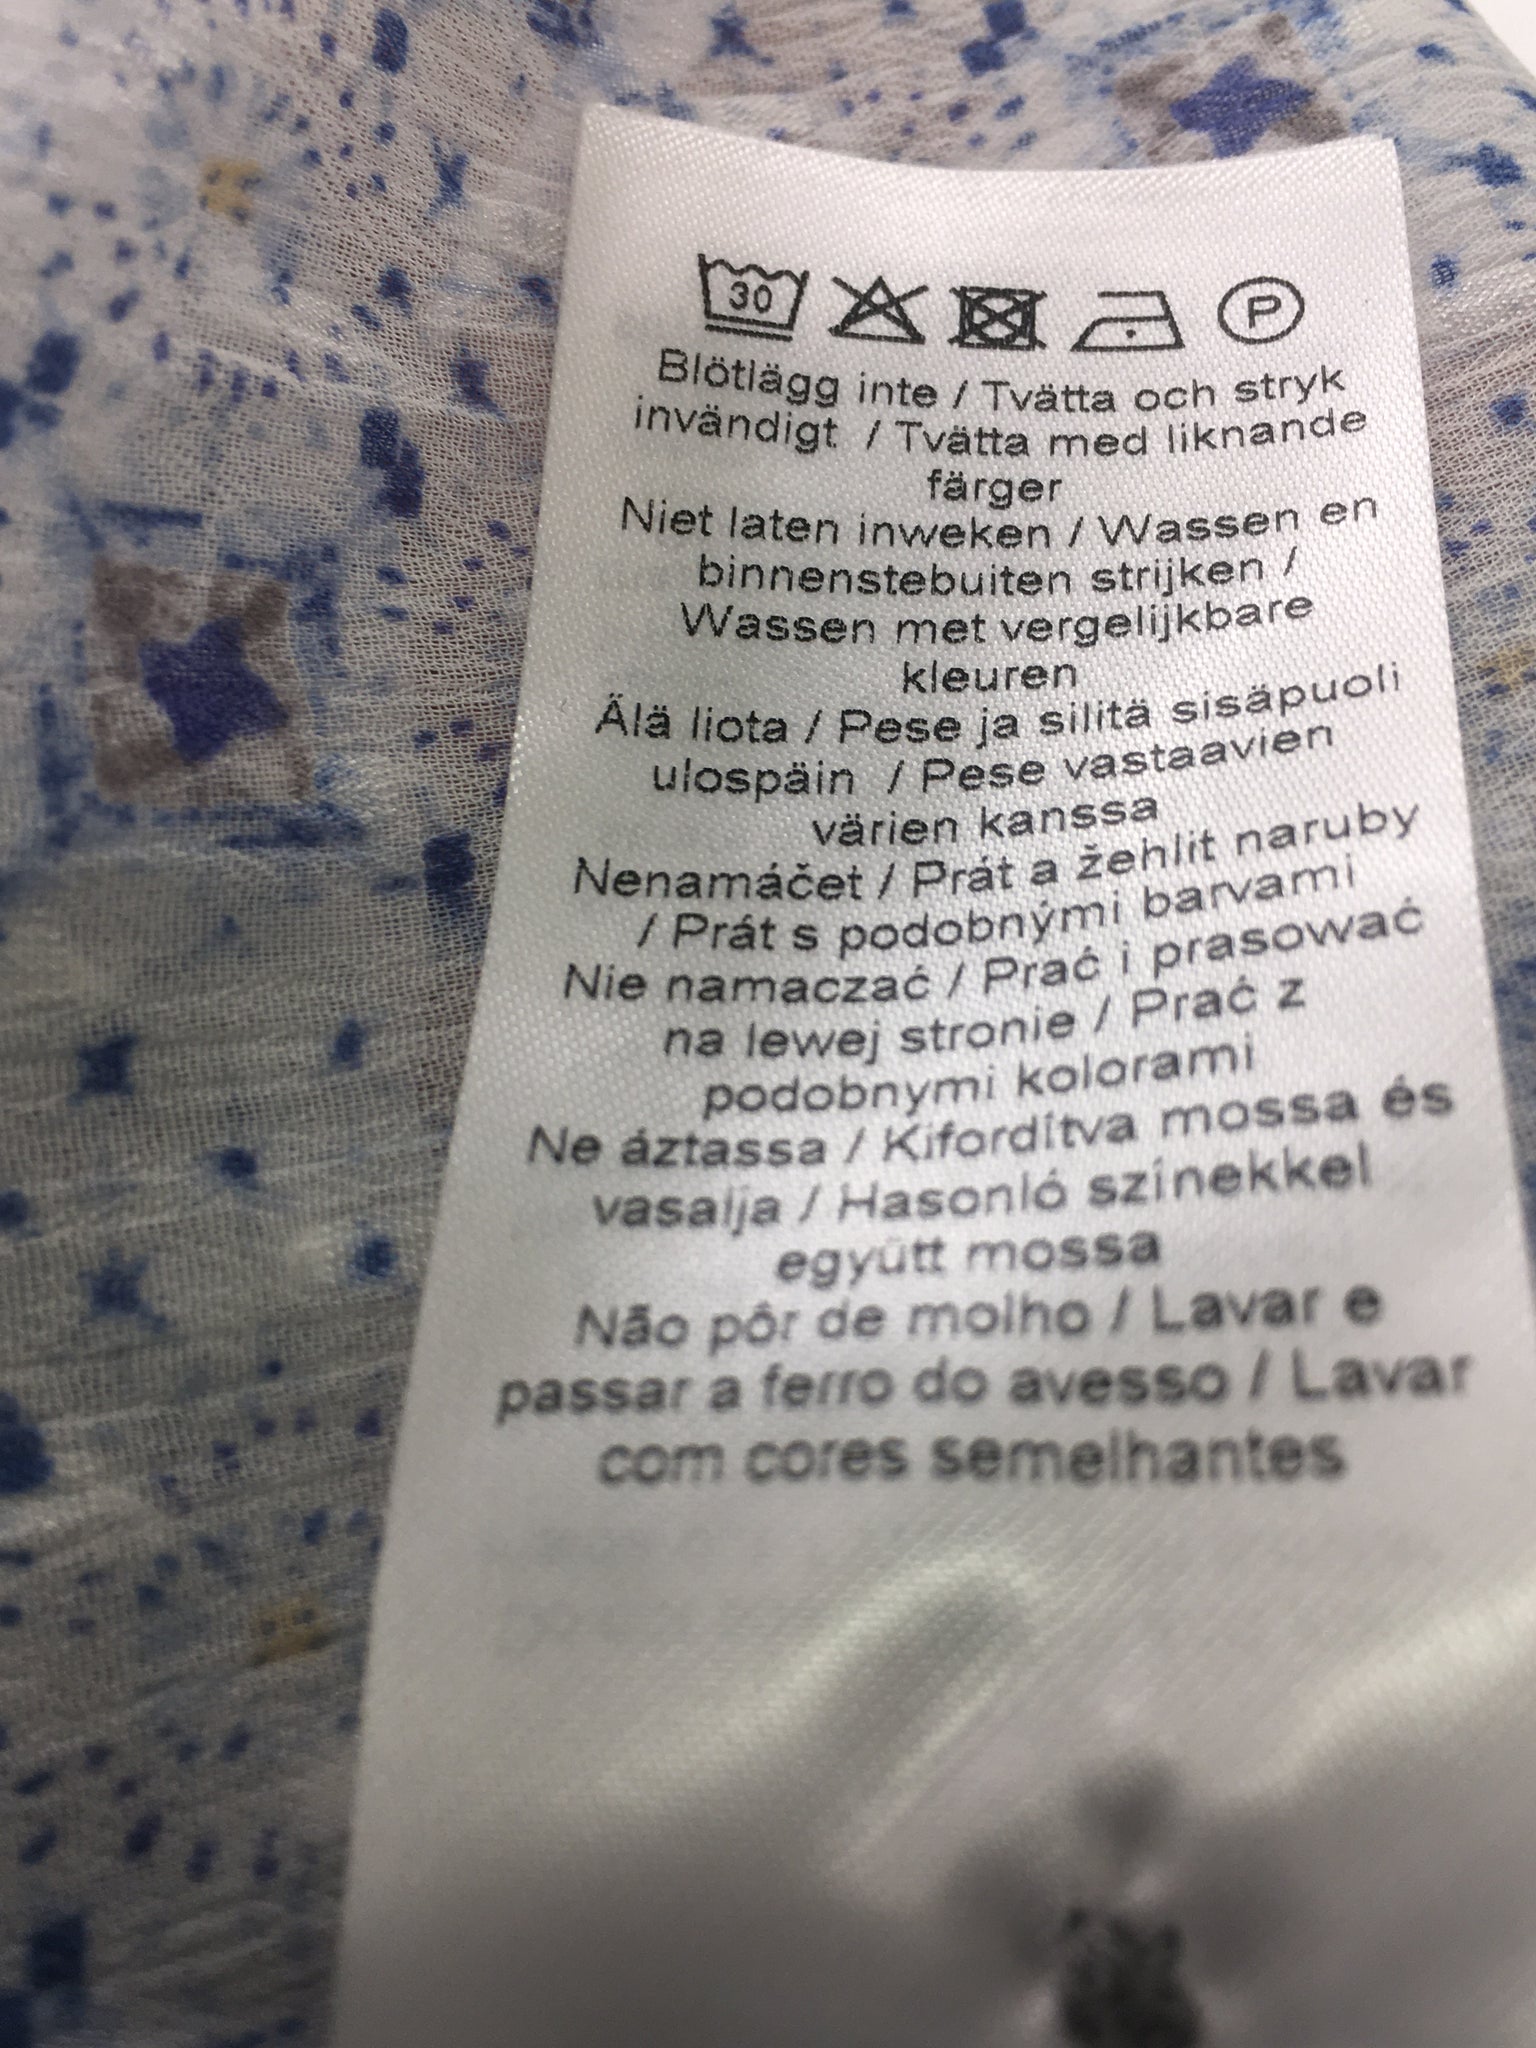 30 P
Blötlägg inte / Tvätta och stryk
invändigt / Tvätta med liknande
färger
Niet laten inweken / Wassen en
binnenstebuiten strijken /
Wassen met vergelijkbare
kleuren
Älä liota / Pese ja silitä sisäpuoli
ulospäin / Pese vastaavien
värien kanssa
Nenamáčet / Prát a žehlit naruby
/ Prát s podobnými barvami
Nie namaczać / Prać i prasować
na lewej stronie / Prać z
podobnymi kolorami
Ne áztassa / Kifordítva mossa és
vasalja / Hasonló színekkel
együtt mossa
Não pôr de molho / Lavar e
passar a ferro do avesso / Lavar
com cores semelhantes